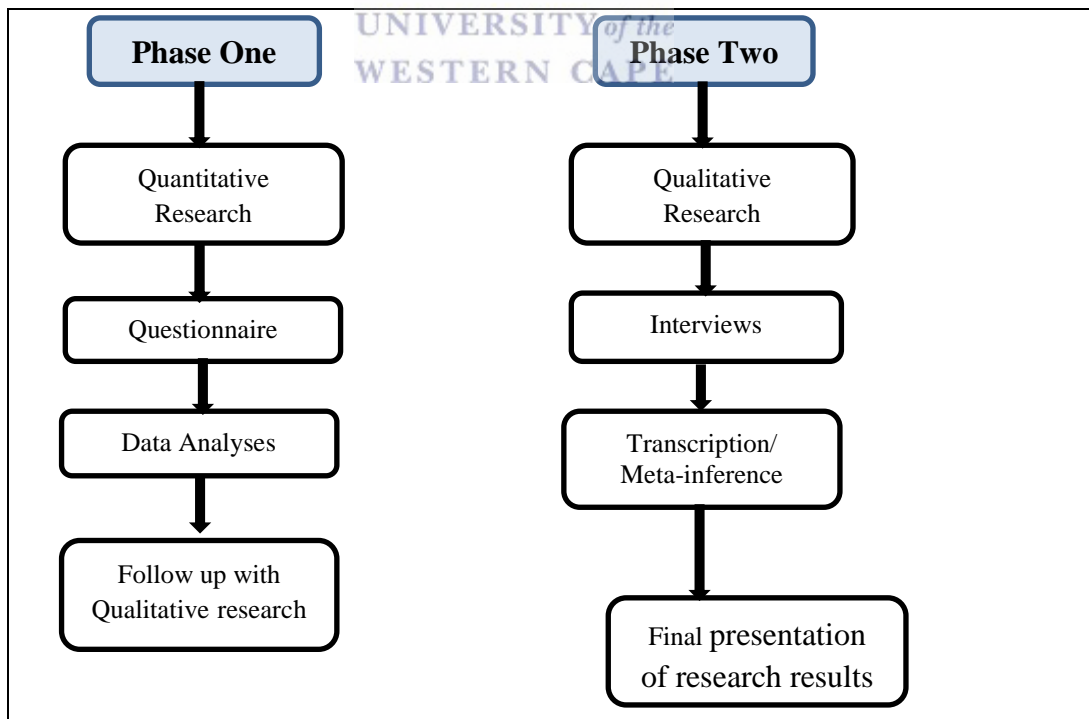 UNIVERSITY of the
WESTERN CAPE
Phase One
Quantitative
Research
Questionnaire
Data Analyses
Follow up with
Qualitative research
Phase Two
Qualitative
Research
Interviews
Transcription/
Meta-inference
Final presentation
of research results